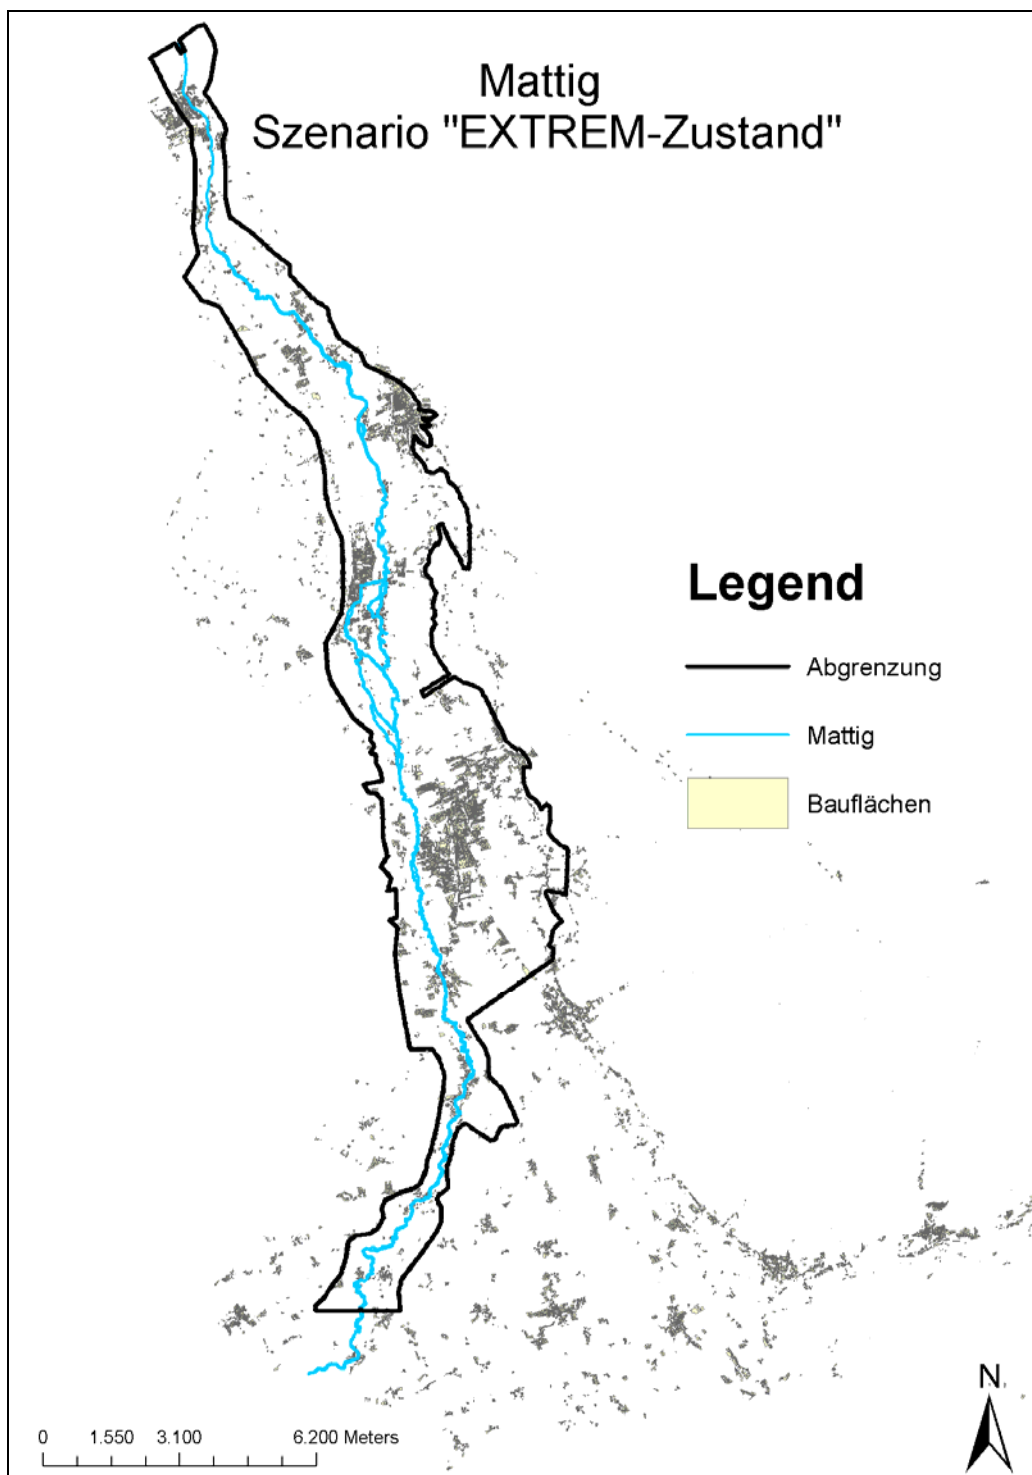 Mattig
Szenario "EXTREM-Zustand"
Legend
Abgrenzung
Mattig
Bauflächen
N
0 1.550 3.100 6.200 Meters